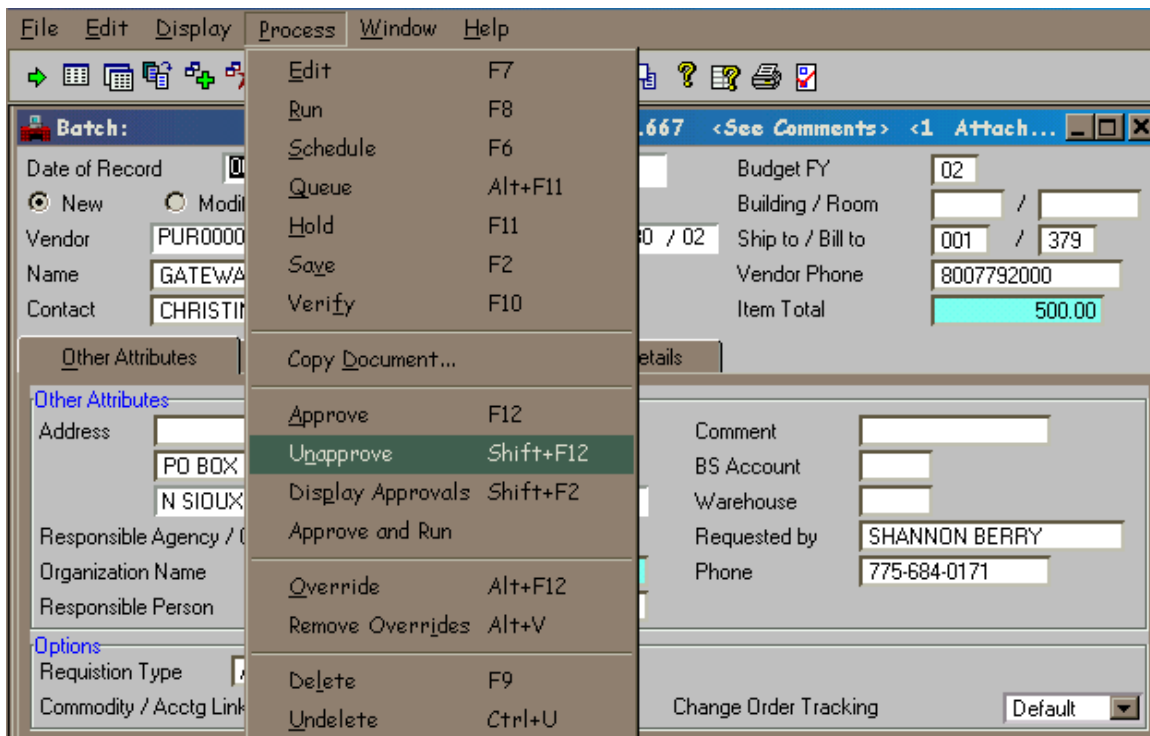 File Edit Display Process Window Help
Edit F7
Run F8
Schedule F6
Queue Alt+F11
Hold F11
Save F2
Verify F10
Copy Document...
Approve F12
Unapprove Shift+F12
Display Approvals Shift+F2
Approve and Run
Override Alt+F12
Remove Overrides Alt+V
Delete F9
Undelete Ctrl+U
Batch: .667 <See Comments> <1 Attach...
Date of Record Budget FY 02
New Building / Room /
Vendor PUR0000 / 02 Ship to / Bill to 001 / 379
Name GATEWA Vendor Phone 8007792000
Contact CHRISTIN Item Total 500.00
Other Attributes etails
Other Attributes
Address Comment
PO BOX BS Account
N SIOUX Warehouse
Responsible Agency / Requested by SHANNON BERRY
Organization Name Phone 775-684-0171
Responsible Person
Options
Requistion Type
Commodity / Acctg Link Change Order Tracking Default